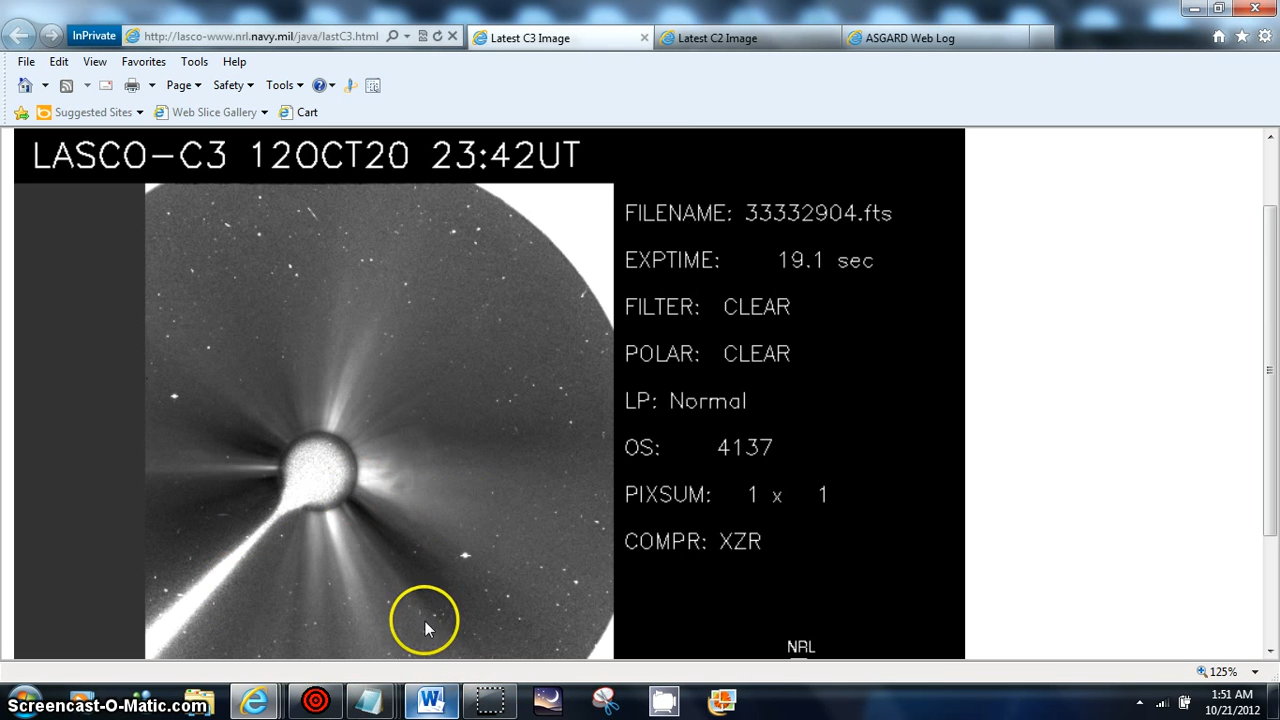 InPrivate
http://lasco-www.nrl.navy.mil/java/lastC3.html
Latest C3 Image
Latest C2 Image
ASGARD Web Log
File Edit View Favorites Tools Help
Page Safety Tools
Suggested Sites Web Slice Gallery Cart
LASCO-C3 12OCT20 23:42UT
FILENAME: 33332904.fts
EXPTIME: 19.1 sec
FILTER: CLEAR
POLAR: CLEAR
LP: Normal
OS: 4137
PIXSUM: 1 x 1
COMPR: XZR
NRL
125%
Screencast-O-Matic.com
1:51 AM
10/21/2012